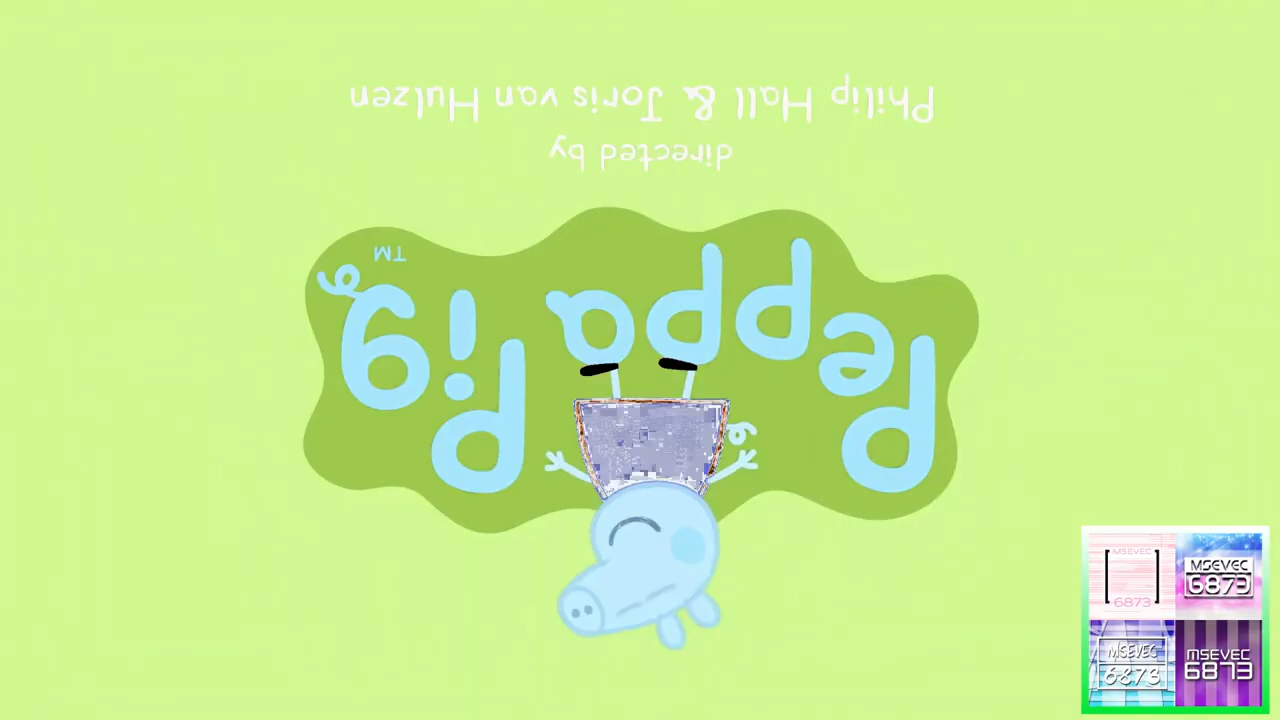 Peppa Pig
TM
directed by
Philip Hall & Joris van Hulzen
MSEVEC
6873
MSEVEC
6873
MSEVEC
6873
MSEVEC
6873